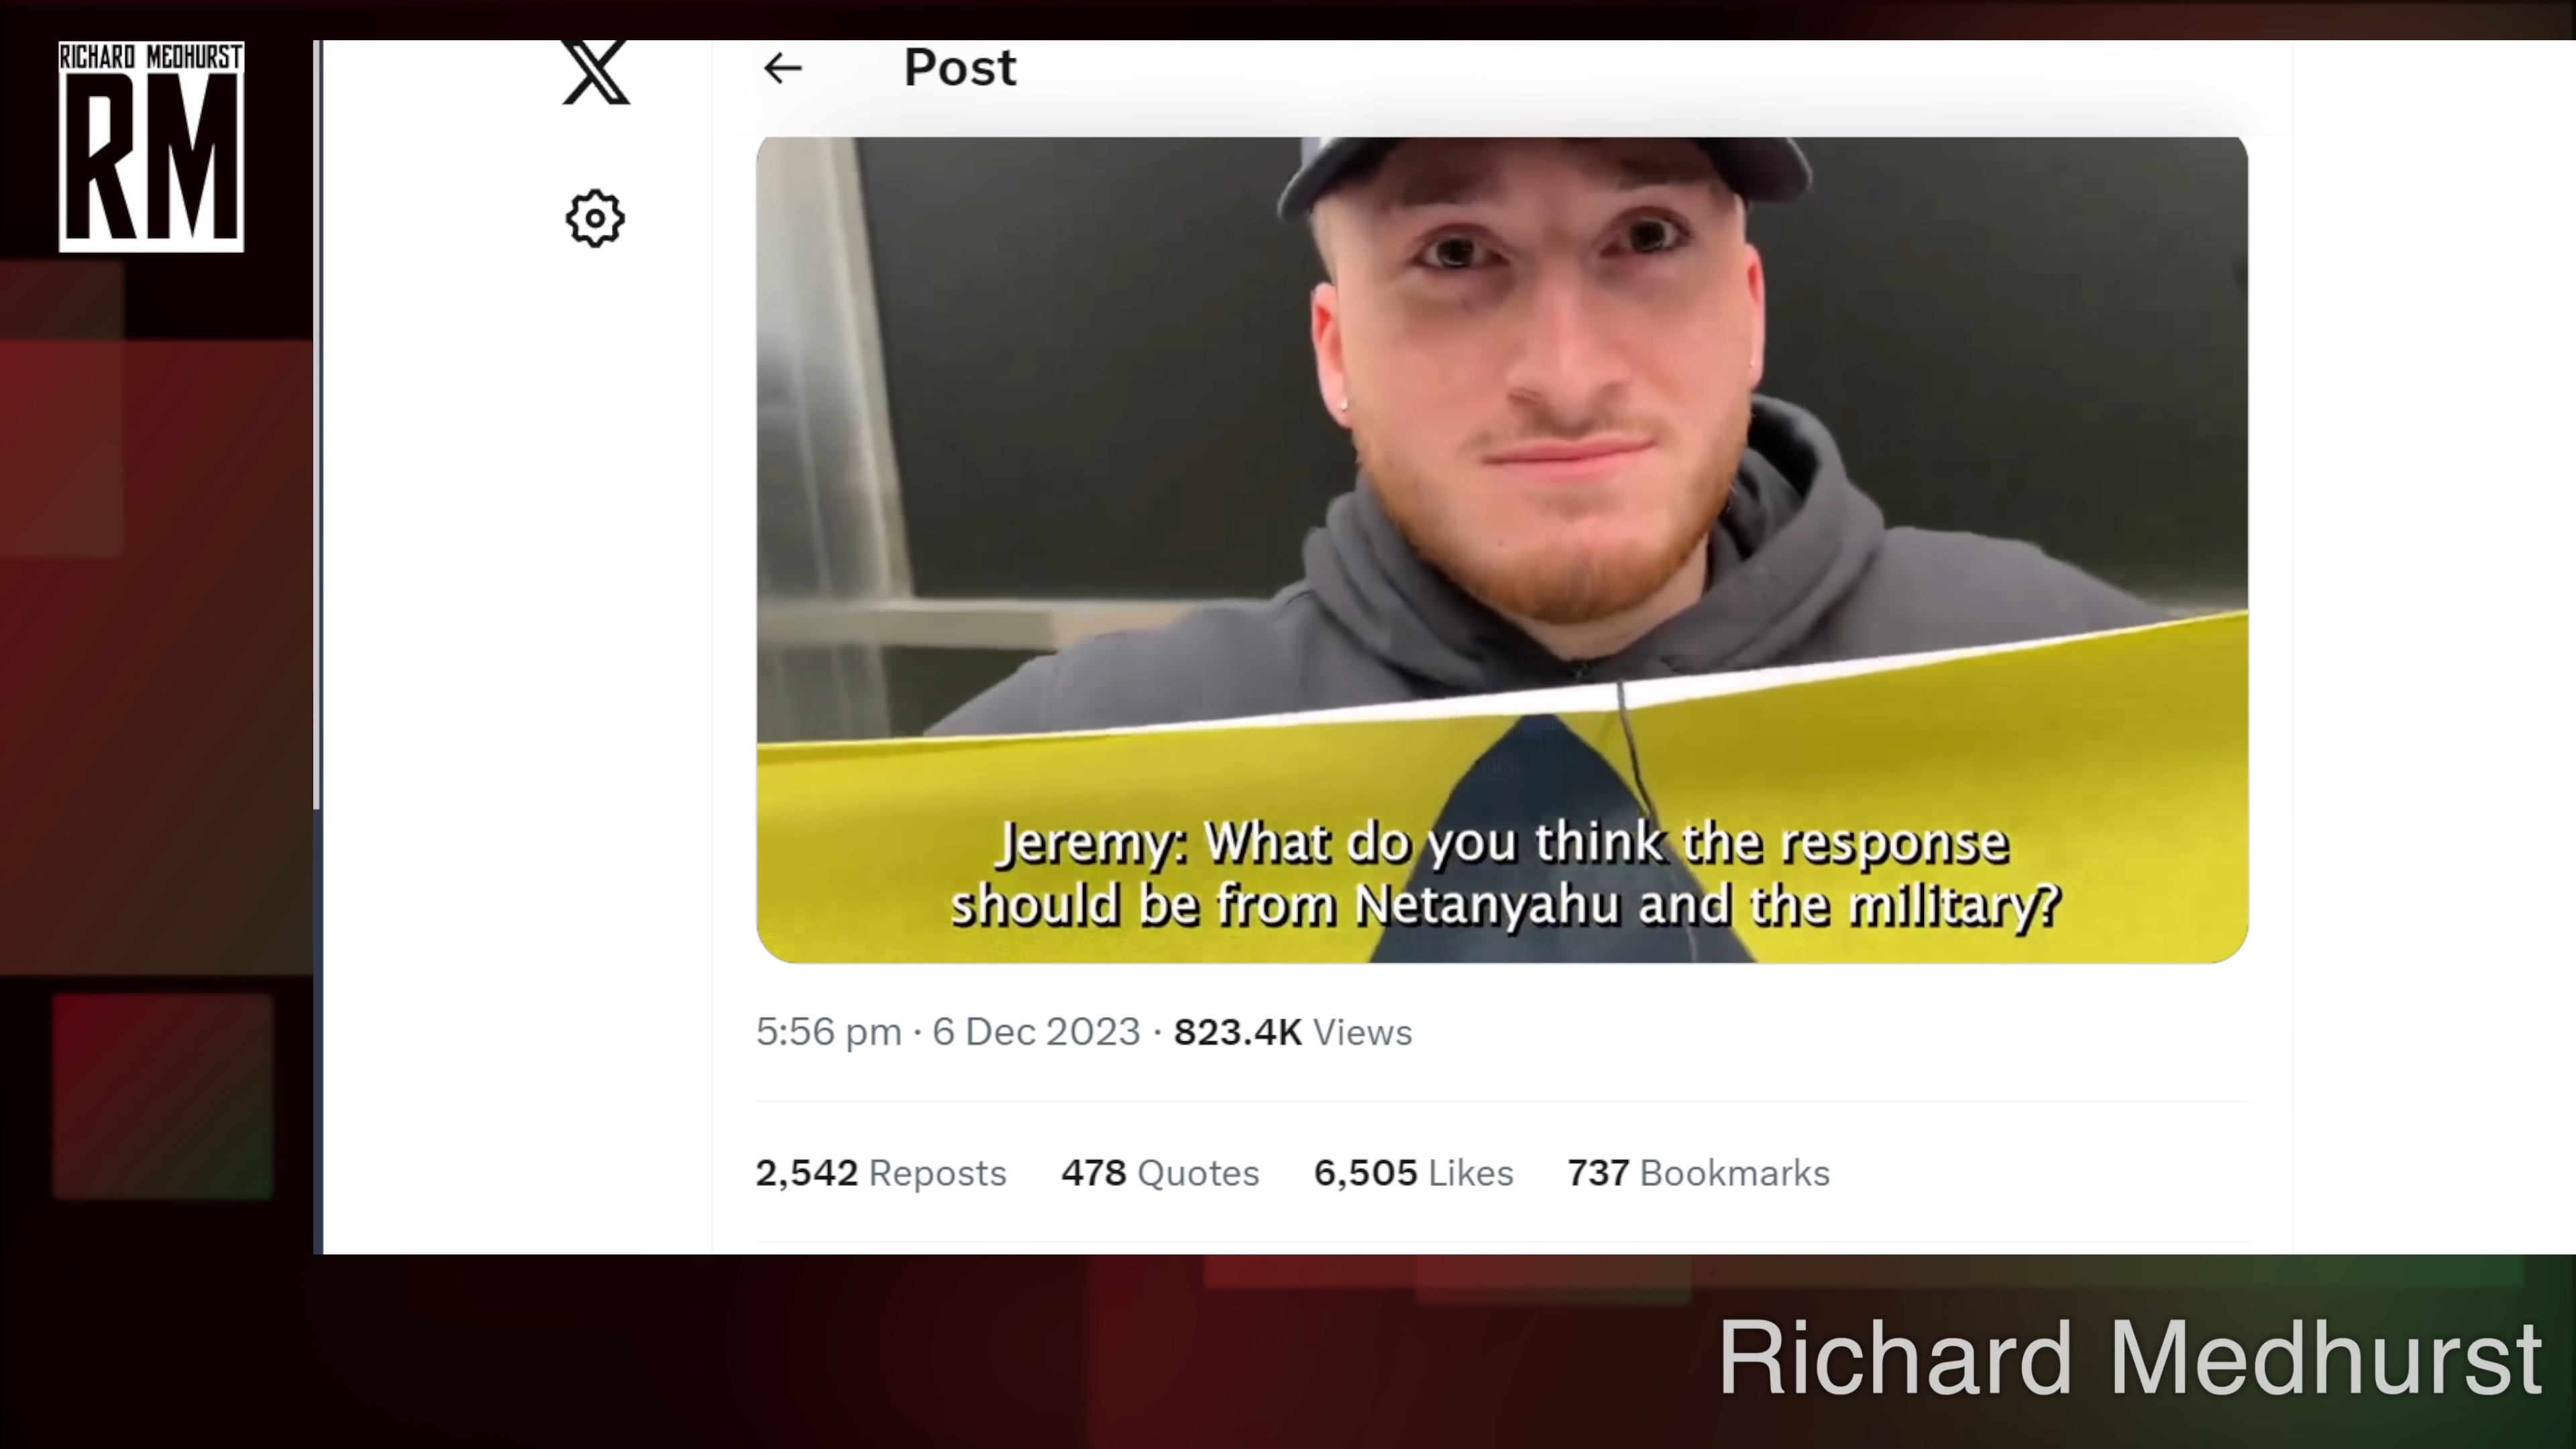 RICHARD MEDHURST
RM
Post
Jeremy: What do you think the response
should be from Netanyahu and the military?
5:56 pm · 6 Dec 2023 · 823.4K Views
2,542 Reposts 478 Quotes 6,505 Likes 737 Bookmarks
Richard Medhurst